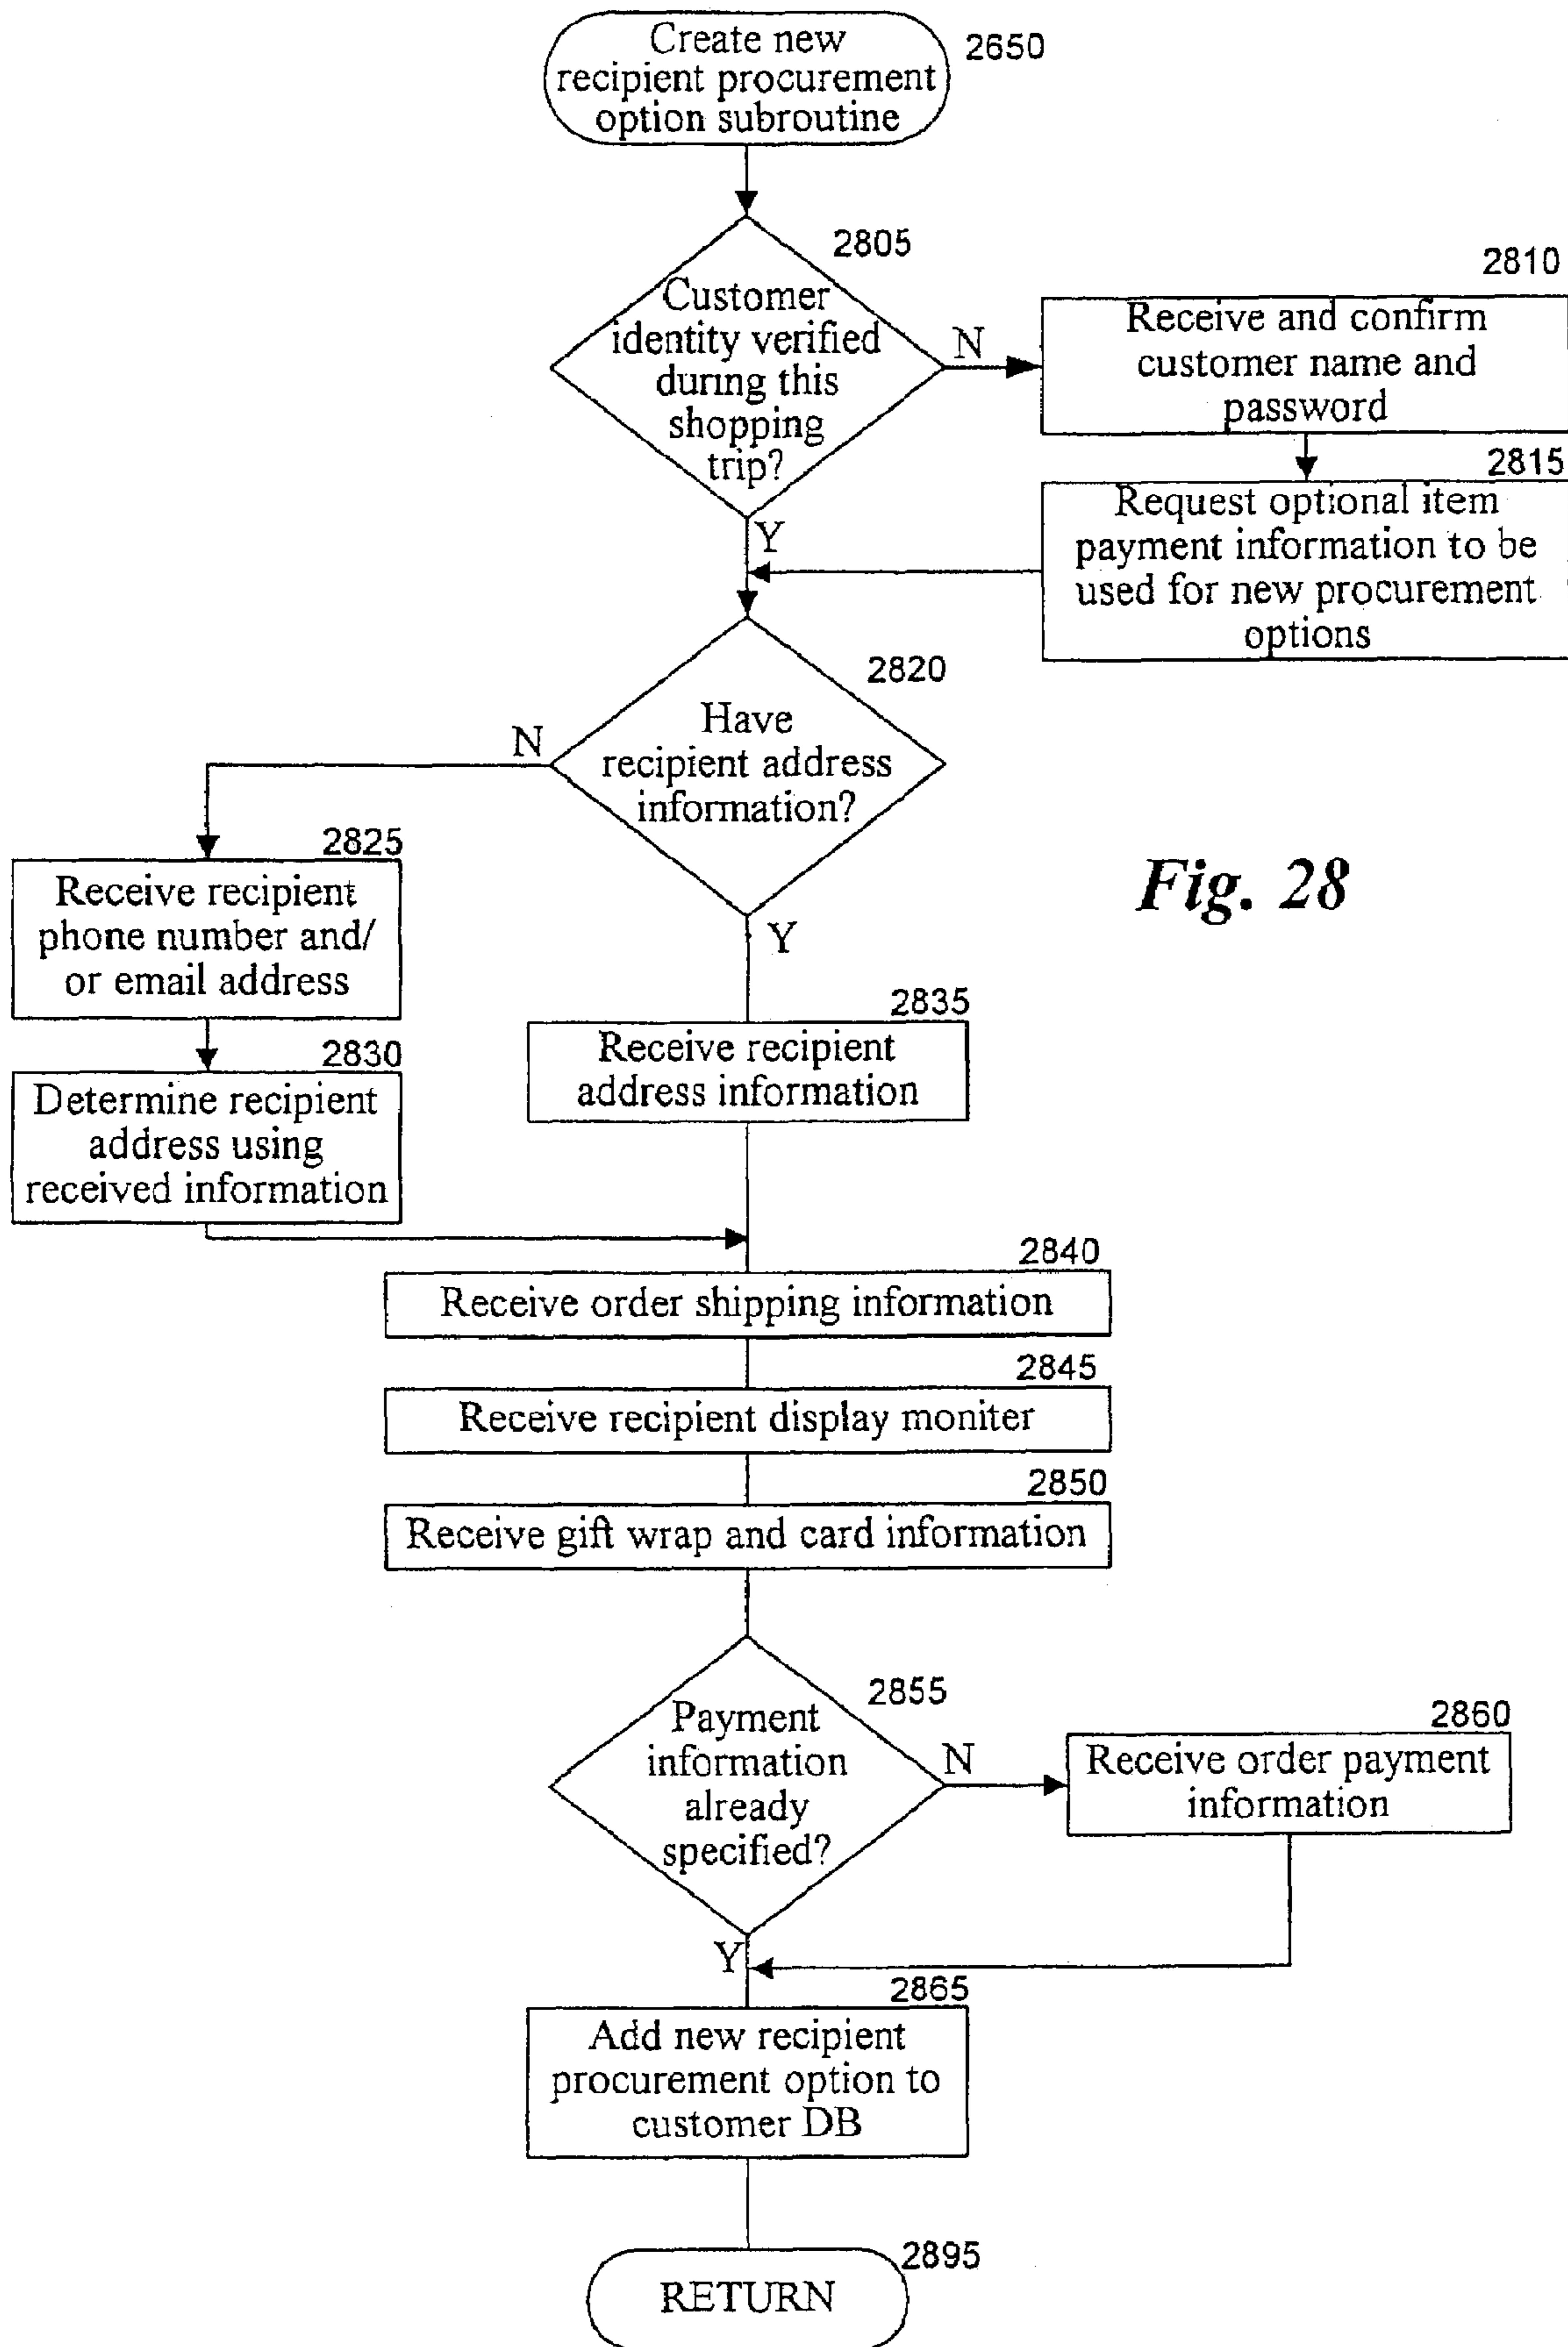 Create new
recipient procurement
option subroutine
2650
2805
Customer
identity verified
during this
shopping
trip?
N
2810
Receive and confirm
customer name and
password
2815
Request optional item
payment information to be
used for new procurement
options
Y
2820
Have
recipient address
information?
N
2825
Receive recipient
phone number and/
or email address
Fig. 28
Y
2830
Determine recipient
address using
received information
2835
Receive recipient
address information
2840
Receive order shipping information
2845
Receive recipient display moniter
2850
Receive gift wrap and card information
2855
Payment
information
already
specified?
N
2860
Receive order payment
information
Y
2865
Add new recipient
procurement option to
customer DB
2895
RETURN